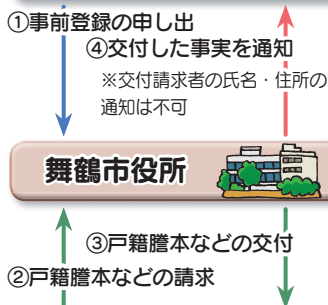 ①事前登録の申し出
④交付した事実を通知
※交付請求者の氏名・住所の
通知は不可
舞鶴市役所
③戸籍謄本などの交付
②戸籍謄本などの請求